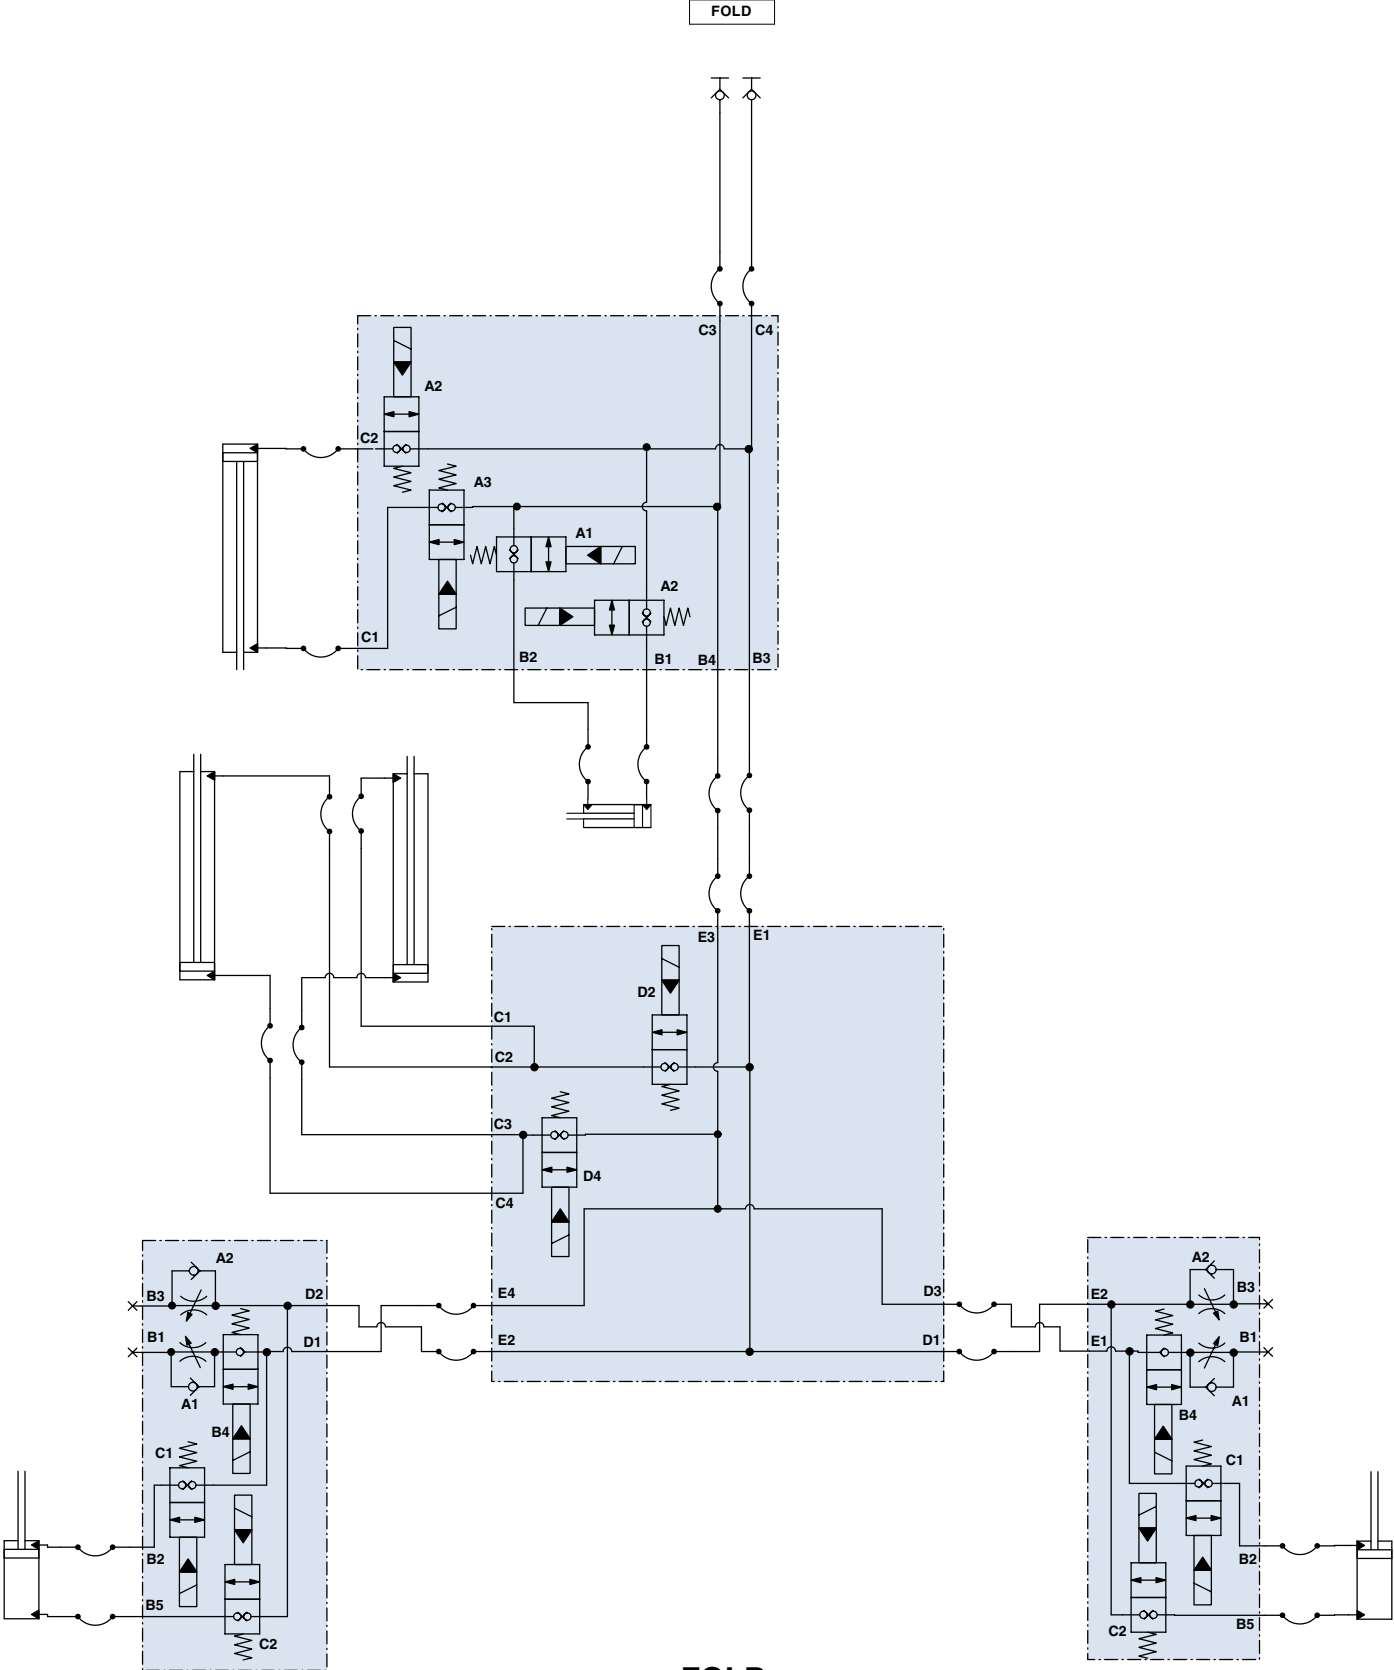 FOLD
C3 C4
A2
C2
A3
A1
A2
C1
B2 B1 B4 B3
E3 E1
D2
C1
C2
C3
D4
C4
A2 A2
B3 D2 E4 D3 E2 B3
B1 D1 E2 D1 E1 B1
A1 A1
B4 B4
C1 C1
B2 B2
B5 B5
C2 C2
FOLD